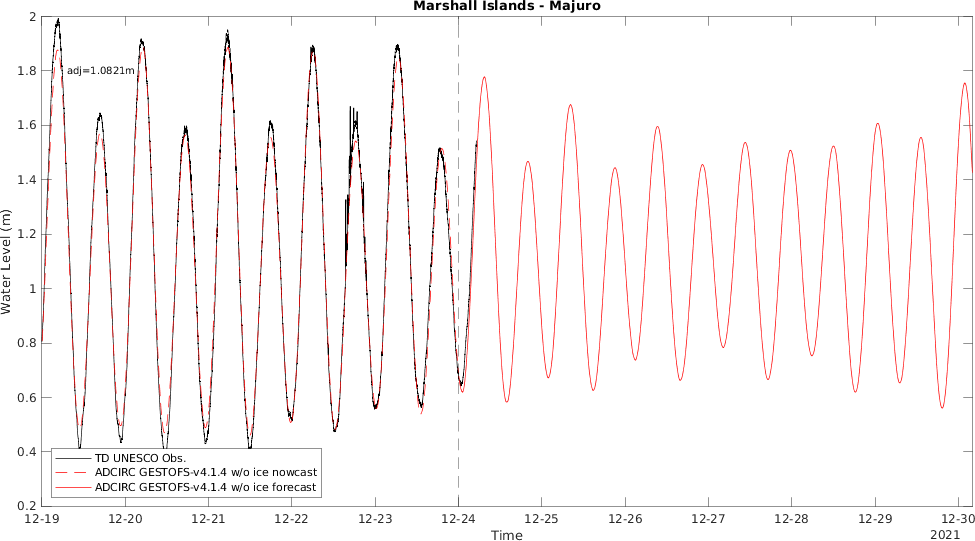 Marshall Islands - Majuro
2
1.8
1.6
1.4
1.2
1
0.8
0.6
0.4
0.2
Water Level (m)
adj=1.0821m
TD UNESCO Obs.
ADCIRC GESTOFS-v4.1.4 w/o ice nowcast
ADCIRC GESTOFS-v4.1.4 w/o ice forecast
12-19 12-20 12-21 12-22 12-23 12-24 12-25 12-26 12-27 12-28 12-29 12-30
Time
2021